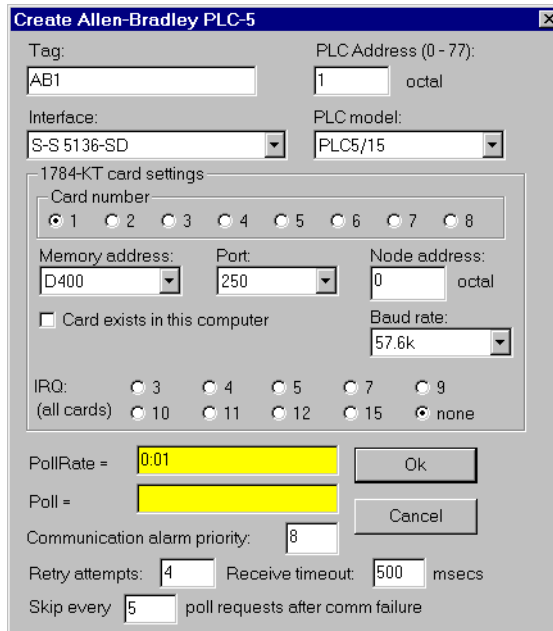 Create Allen-Bradley PLC-5
Tag: PLC Address (0 - 77):
AB1 1 octal
Interface: PLC model:
S-S 5136-SD PLC5/15
1784-KT card settings
Card number
1 2 3 4 5 6 7 8
Memory address: Port: Node address:
D400 250 0 octal
Card exists in this computer Baud rate:
57.6k
IRQ: 3 4 5 7 9
(all cards) 10 11 12 15 none
PollRate = 0:01 Ok
Poll = Cancel
Communication alarm priority: 8
Retry attempts: 4 Receive timeout: 500 msecs
Skip every 5 poll requests after comm failure